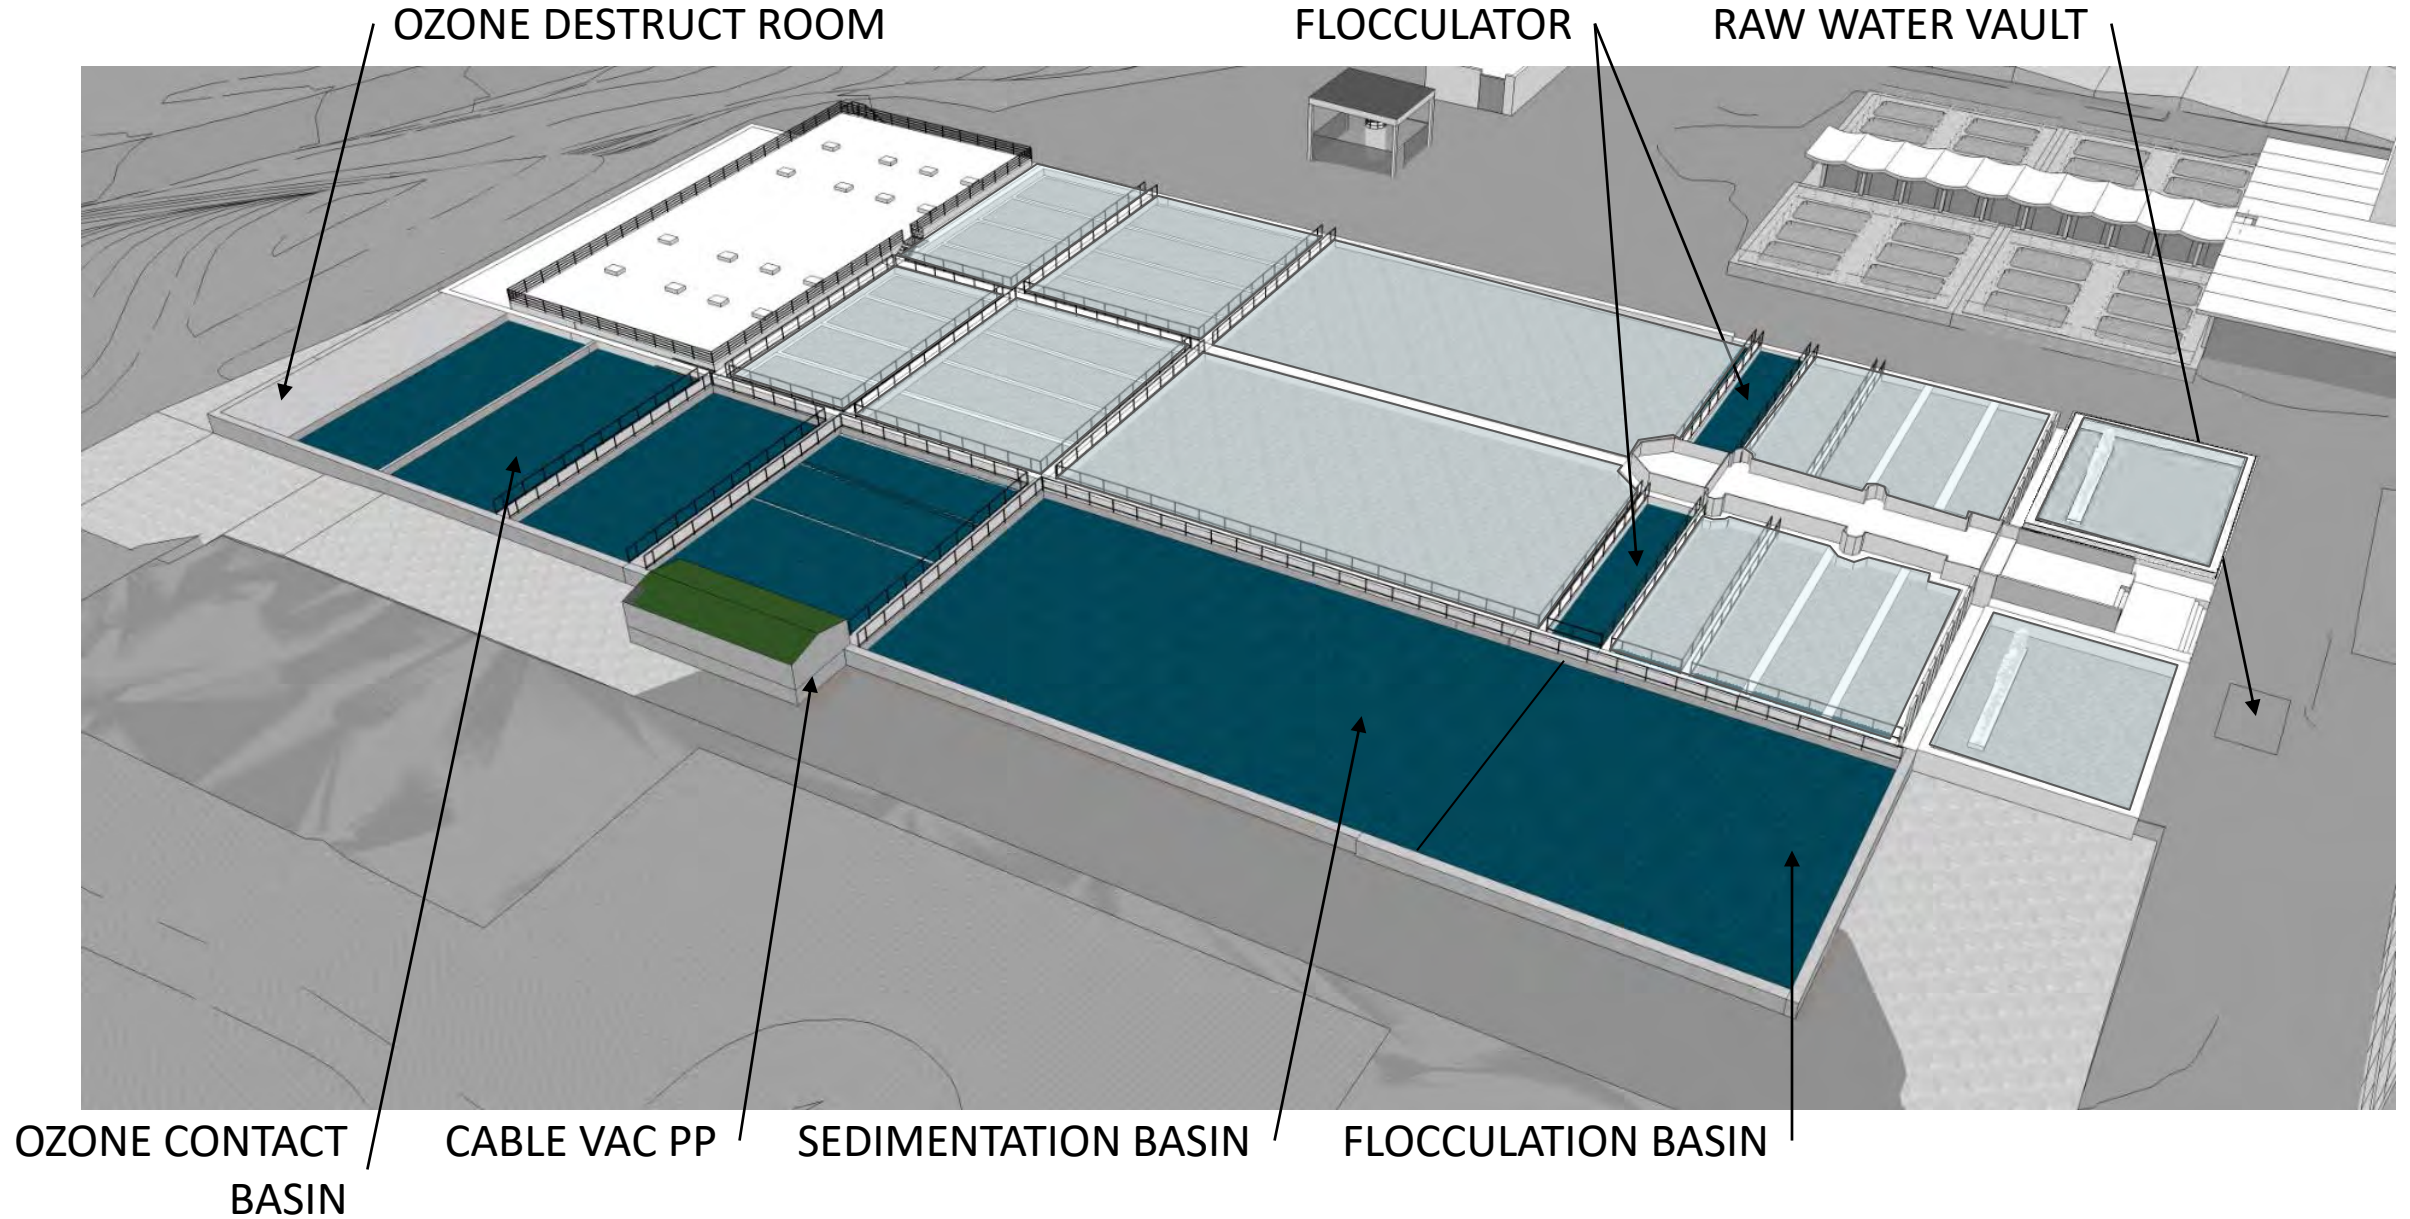 OZONE DESTRUCT ROOM
FLOCCULATOR
RAW WATER VAULT
OZONE CONTACT
BASIN
CABLE VAC PP
SEDIMENTATION BASIN
FLOCCULATION BASIN